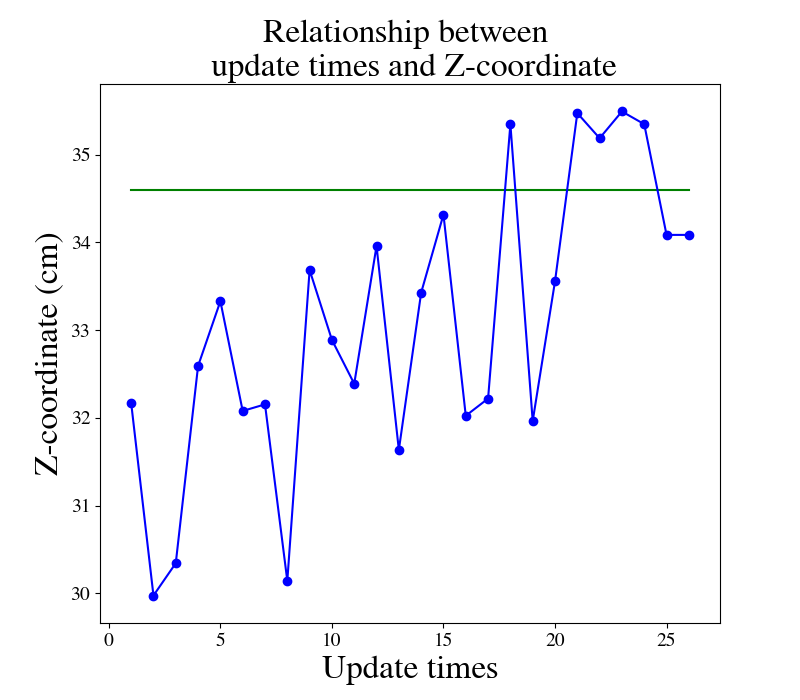 Relationship between
update times and Z-coordinate
Z-coordinate (cm)
35
34
33
32
31
30
0 5 10 15 20 25
Update times